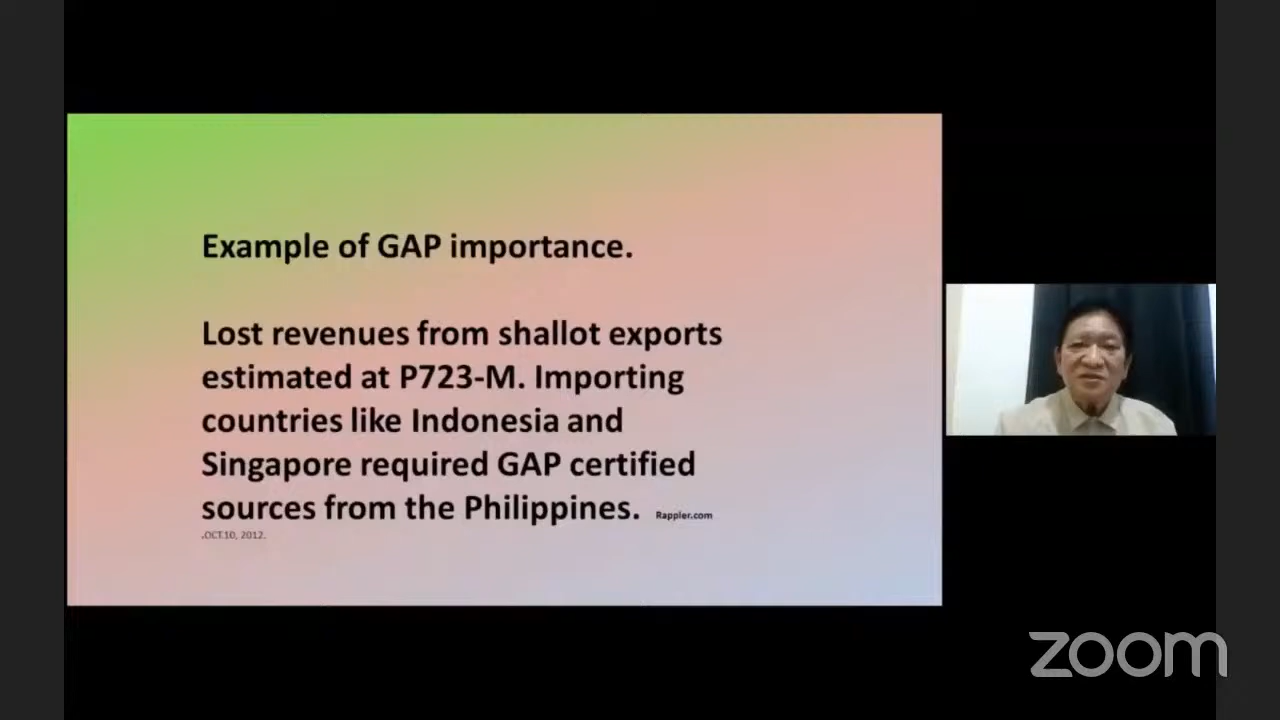 Example of GAP importance.
Lost revenues from shallot exports
estimated at P723-M. Importing
countries like Indonesia and
Singapore required GAP certified
sources from the Philippines. Rappler.com
.OCT.10, 2012.
zoom